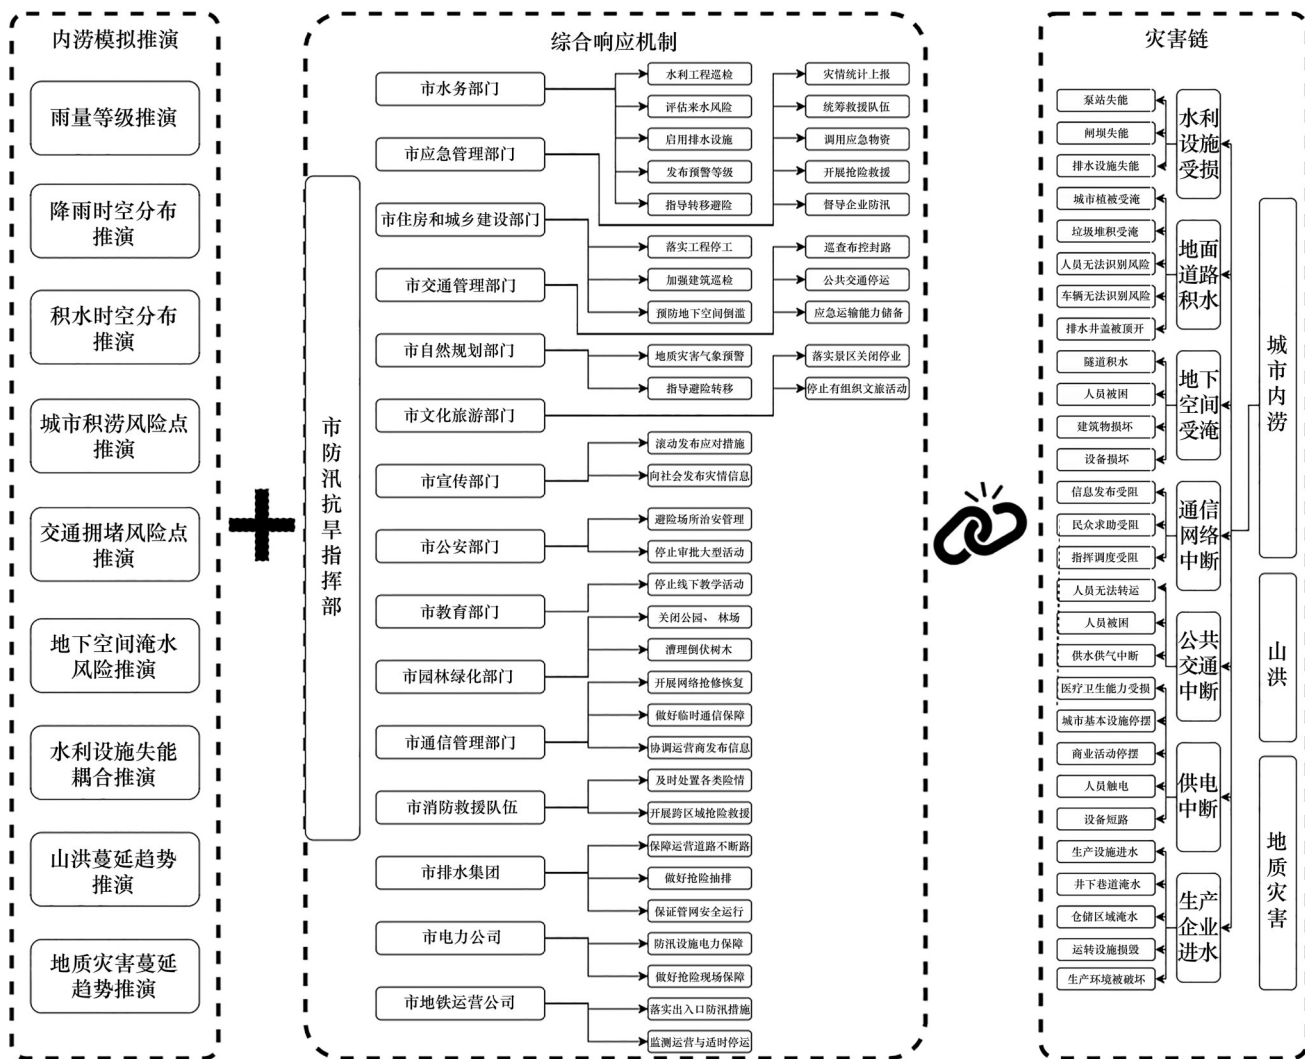 内涝模拟推演
雨量等级推演
降雨时空分布
推演
积水时空分布
推演
城市积涝风险点
推演
交通拥堵风险点
推演
地下空间淹水
风险推演
水利设施失能
耦合推演
山洪蔓延趋势
推演
地质灾害蔓延
趋势推演
综合响应机制
市防汛抗旱指挥部
市水务部门
市应急管理部门
市住房和城乡建设部门
市交通管理部门
市自然规划部门
市文化旅游部门
市宣传部门
市公安部门
市教育部门
市园林绿化部门
市通信管理部门
市消防救援队伍
市排水集团
市电力公司
市地铁运营公司
水利工程巡检
评估来水风险
启用排水设施
发布预警等级
指导转移避险
落实工程停工
加强建筑巡检
预防地下空间倒滥
地质灾害气象预警
指导避险转移
滚动发布应对措施
向社会发布灾情信息
避险场所治安管理
停止审批大型活动
停止线下教学活动
关闭公园、 林场
漕理倒伏树木
开展网络抢修恢复
做好临时通信保障
协调运营商发布信息
及时处置各类险情
开展跨区域抢险救援
保障运营道路不断路
做好抢险抽排
保证管网安全运行
防汛设施电力保障
做好抢险现场保障
落实出入口防汛措施
监测运营与适时停运
灾情统计上报
统筹救援队伍
调用应急物资
开展抢险救援
督导企业防汛
巡查布控封路
公共交通停运
应急运输能力储备
落实景区关闭停业
停止有组织文旅活动
灾害链
泵站失能
闸坝失能
排水设施失能
城市植被受淹
垃圾堆积受淹
人员无法识别风险
车辆无法识别风险
排水井盖被顶开
隧道积水
人员被困
建筑物损坏
设备损坏
信息发布受阻
民众求助受阻
指挥调度受阻
人员无法转运
人员被困
供水供气中断
医疗卫生能力受损
城市基本设施停摆
商业活动停摆
人员触电
设备短路
生产设施进水
井下巷道淹水
仓储区域淹水
运转设施损毁
生产环境被破坏
水利
设施
受损
地面
道路
积水
地下
空间
受淹
通信
网络
中断
公共
交通
中断
供电
中断
生产
企业
进水
城市内涝
山洪
地质灾害